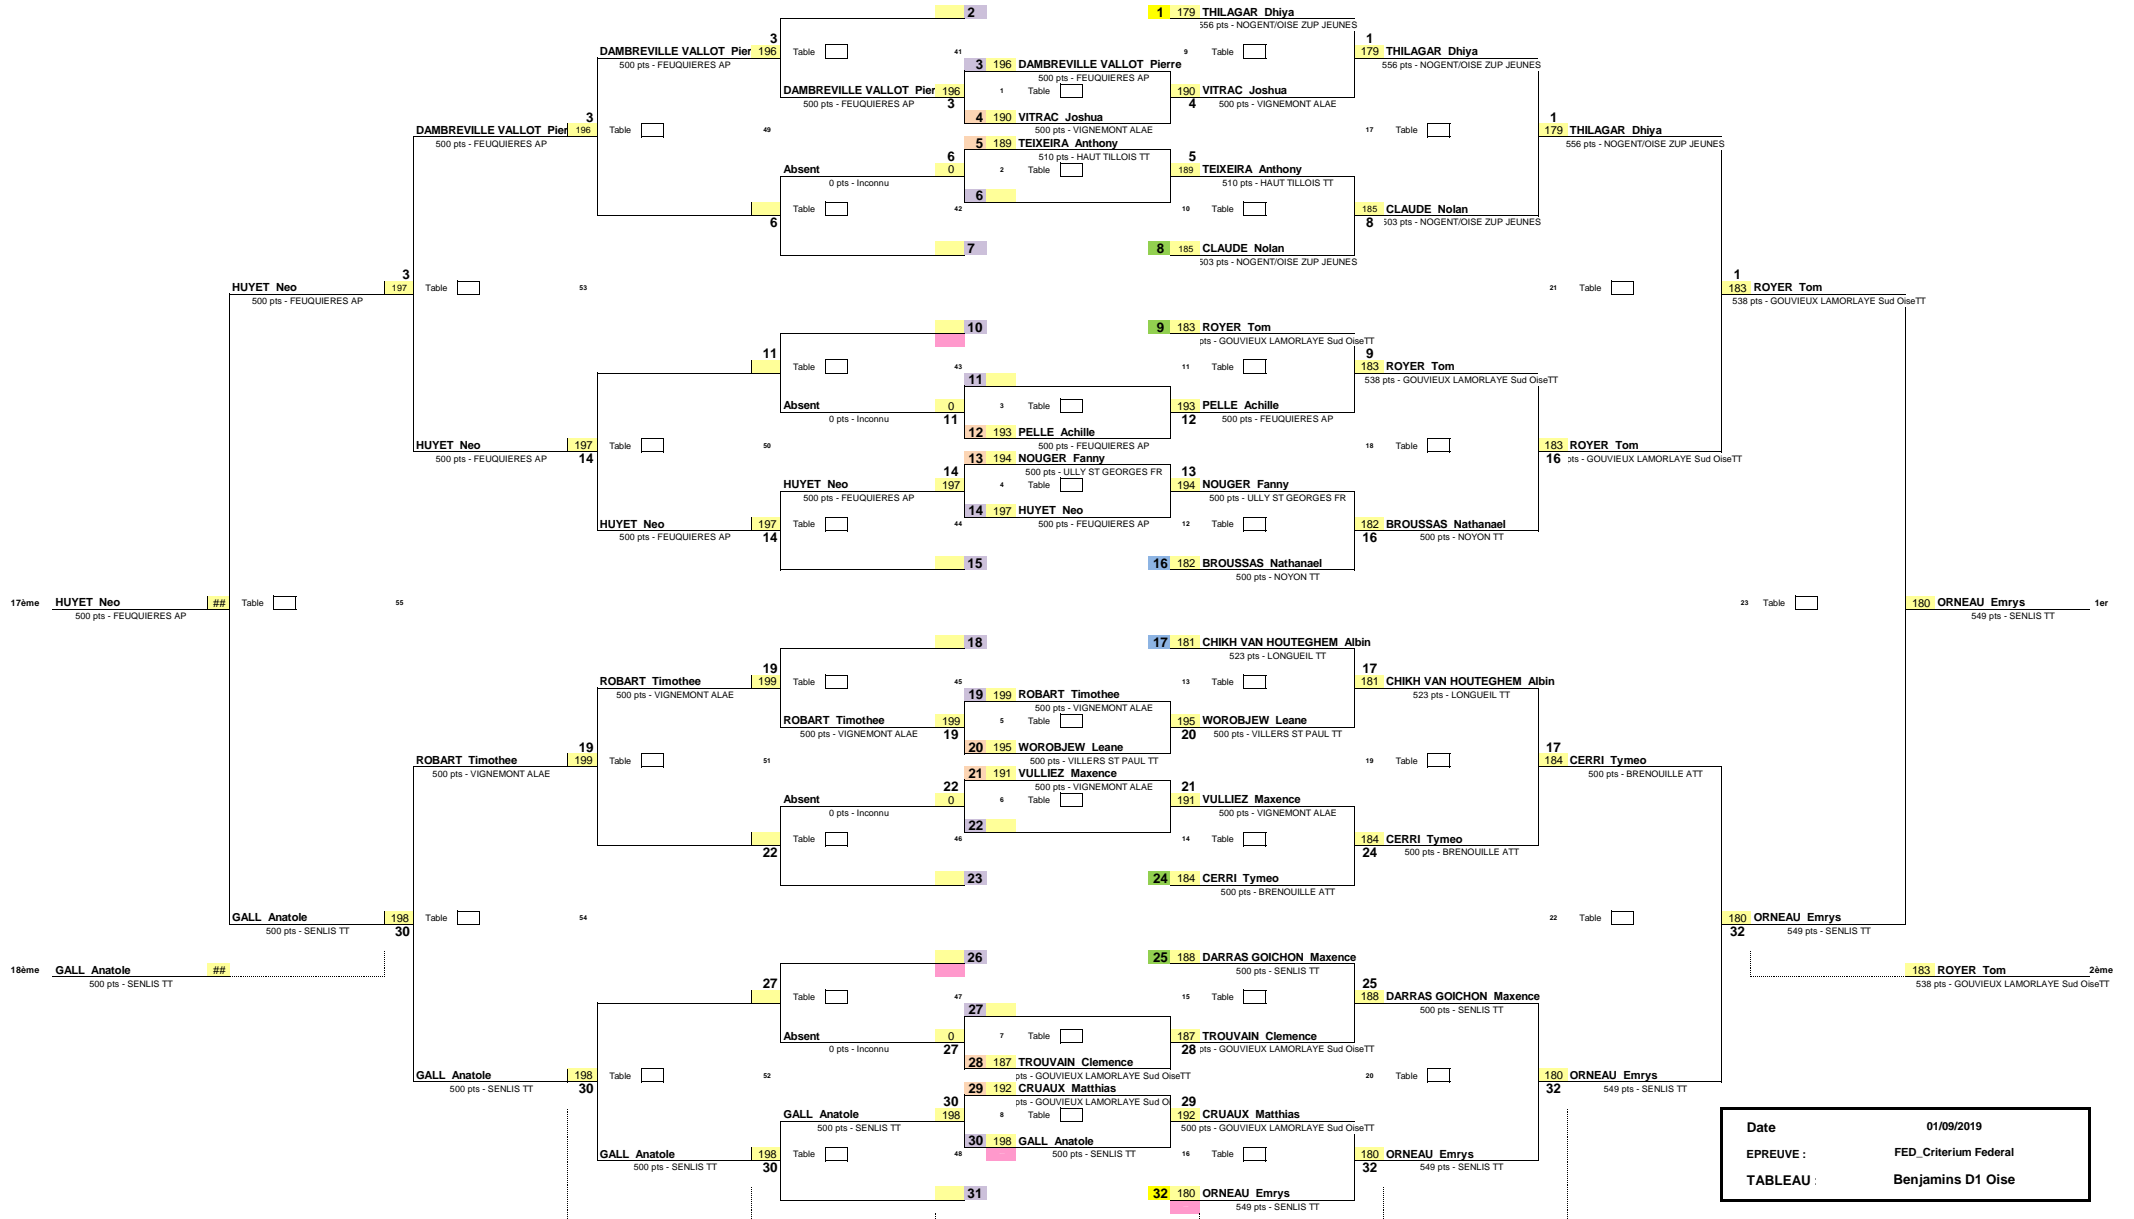 2
1 179 THILAGAR Dhiya
556 pts - NOGENT/OISE ZUP JEUNES
3
1
DAMBREVILLE VALLOT Pier 196
Table
41
9 Table
179 THILAGAR Dhiya
500 pts - FEUQUIERES AP
3 196 DAMBREVILLE VALLOT Pierre
556 pts - NOGENT/OISE ZUP JEUNES
500 pts - FEUQUIERES AP
DAMBREVILLE VALLOT Pier 196
1 Table
190 VITRAC Joshua
500 pts - FEUQUIERES AP
3
4
500 pts - VIGNEMONT ALAE
3
4 190 VITRAC Joshua
1
DAMBREVILLE VALLOT Pier 196
Table
49
500 pts - VIGNEMONT ALAE
17 Table
179 THILAGAR Dhiya
500 pts - FEUQUIERES AP
5 189 TEIXEIRA Anthony
556 pts - NOGENT/OISE ZUP JEUNES
6
510 pts - HAUT TILLOIS TT
5
Absent 0
2 Table
189 TEIXEIRA Anthony
0 pts - Inconnu
510 pts - HAUT TILLOIS TT
6
Table
42
10 Table
185 CLAUDE Nolan
6
8 503 pts - NOGENT/OISE ZUP JEUNES
7
8 185 CLAUDE Nolan
503 pts - NOGENT/OISE ZUP JEUNES
3
1
HUYET Neo 197
Table
53
21 Table
183 ROYER Tom
500 pts - FEUQUIERES AP
538 pts - GOUVIEUX LAMORLAYE Sud OiseTT
10
9 183 ROYER Tom
pts - GOUVIEUX LAMORLAYE Sud OiseTT
11
9
Table
43
11 Table
183 ROYER Tom
11
538 pts - GOUVIEUX LAMORLAYE Sud OiseTT
Absent 0
3 Table
193 PELLE Achille
0 pts - Inconnu
11
12
500 pts - FEUQUIERES AP
12 193 PELLE Achille
HUYET Neo 197
Table
50
500 pts - FEUQUIERES AP
18 Table
183 ROYER Tom
500 pts - FEUQUIERES AP
14
13 194 NOUGER Fanny
16 pts - GOUVIEUX LAMORLAYE Sud OiseTT
14
500 pts - ULLY ST GEORGES FR
13
HUYET Neo 197
4 Table
194 NOUGER Fanny
500 pts - FEUQUIERES AP
500 pts - ULLY ST GEORGES FR
14 197 HUYET Neo
HUYET Neo 197
Table
44
500 pts - FEUQUIERES AP
12 Table
182 BROUSSAS Nathanael
500 pts - FEUQUIERES AP
14
16
500 pts - NOYON TT
15
16 182 BROUSSAS Nathanael
500 pts - NOYON TT
17ème HUYET Neo ##
Table
55
23 Table
180 ORNEAU Emrys 1er
500 pts - FEUQUIERES AP
549 pts - SENLIS TT
18
17 181 CHIKH VAN HOUTEGHEM Albin
523 pts - LONGUEIL TT
19
17
ROBART Timothee 199
Table
45
13 Table
181 CHIKH VAN HOUTEGHEM Albin
500 pts - VIGNEMONT ALAE
19 199 ROBART Timothee
523 pts - LONGUEIL TT
500 pts - VIGNEMONT ALAE
ROBART Timothee 199
5 Table
195 WOROBJEW Leane
500 pts - VIGNEMONT ALAE
19
20
500 pts - VILLERS ST PAUL TT
19
20 195 WOROBJEW Leane
17
ROBART Timothee 199
Table
51
500 pts - VILLERS ST PAUL TT
19 Table
184 CERRI Tymeo
500 pts - VIGNEMONT ALAE
21 191 VULLIEZ Maxence
500 pts - BRENOUILLE ATT
22
500 pts - VIGNEMONT ALAE
21
Absent 0
6 Table
191 VULLIEZ Maxence
0 pts - Inconnu
500 pts - VIGNEMONT ALAE
22
Table
46
14 Table
184 CERRI Tymeo
22
24
500 pts - BRENOUILLE ATT
23
24 184 CERRI Tymeo
500 pts - BRENOUILLE ATT
GALL Anatole 198
Table
54
22 Table
180 ORNEAU Emrys
500 pts - SENLIS TT
30
32
549 pts - SENLIS TT
26
25 188 DARRAS GOICHON Maxence
18ème GALL Anatole ##
500 pts - SENLIS TT
183 ROYER Tom 2ème
500 pts - SENLIS TT
538 pts - GOUVIEUX LAMORLAYE Sud OiseTT
27
25
Table
47
15 Table
188 DARRAS GOICHON Maxence
27
500 pts - SENLIS TT
Absent 0
7 Table
187 TROUVAIN Clemence
0 pts - Inconnu
27
28 pts - GOUVIEUX LAMORLAYE Sud OiseTT
28 187 TROUVAIN Clemence
GALL Anatole 198
Table
52
pts - GOUVIEUX LAMORLAYE Sud OiseTT
20 Table
180 ORNEAU Emrys
500 pts - SENLIS TT
30
29 192 CRUAUX Matthias
32
549 pts - SENLIS TT
30
pts - GOUVIEUX LAMORLAYE Sud O
29
GALL Anatole 198
8 Table
192 CRUAUX Matthias
500 pts - SENLIS TT
500 pts - GOUVIEUX LAMORLAYE Sud OiseTT
Date 01/09/2019
30 198 GALL Anatole
GALL Anatole 198
Table
48
500 pts - SENLIS TT
16 Table
180 ORNEAU Emrys
EPREUVE : FED_Criterium Federal
500 pts - SENLIS TT
30
32
549 pts - SENLIS TT
TABLEAU : Benjamins D1 Oise
31
32 180 ORNEAU Emrys
549 pts - SENLIS TT